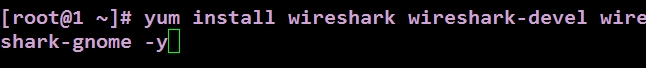 [root@1 ~]# yum install wireshark wireshark-devel wire
shark-gnome -y